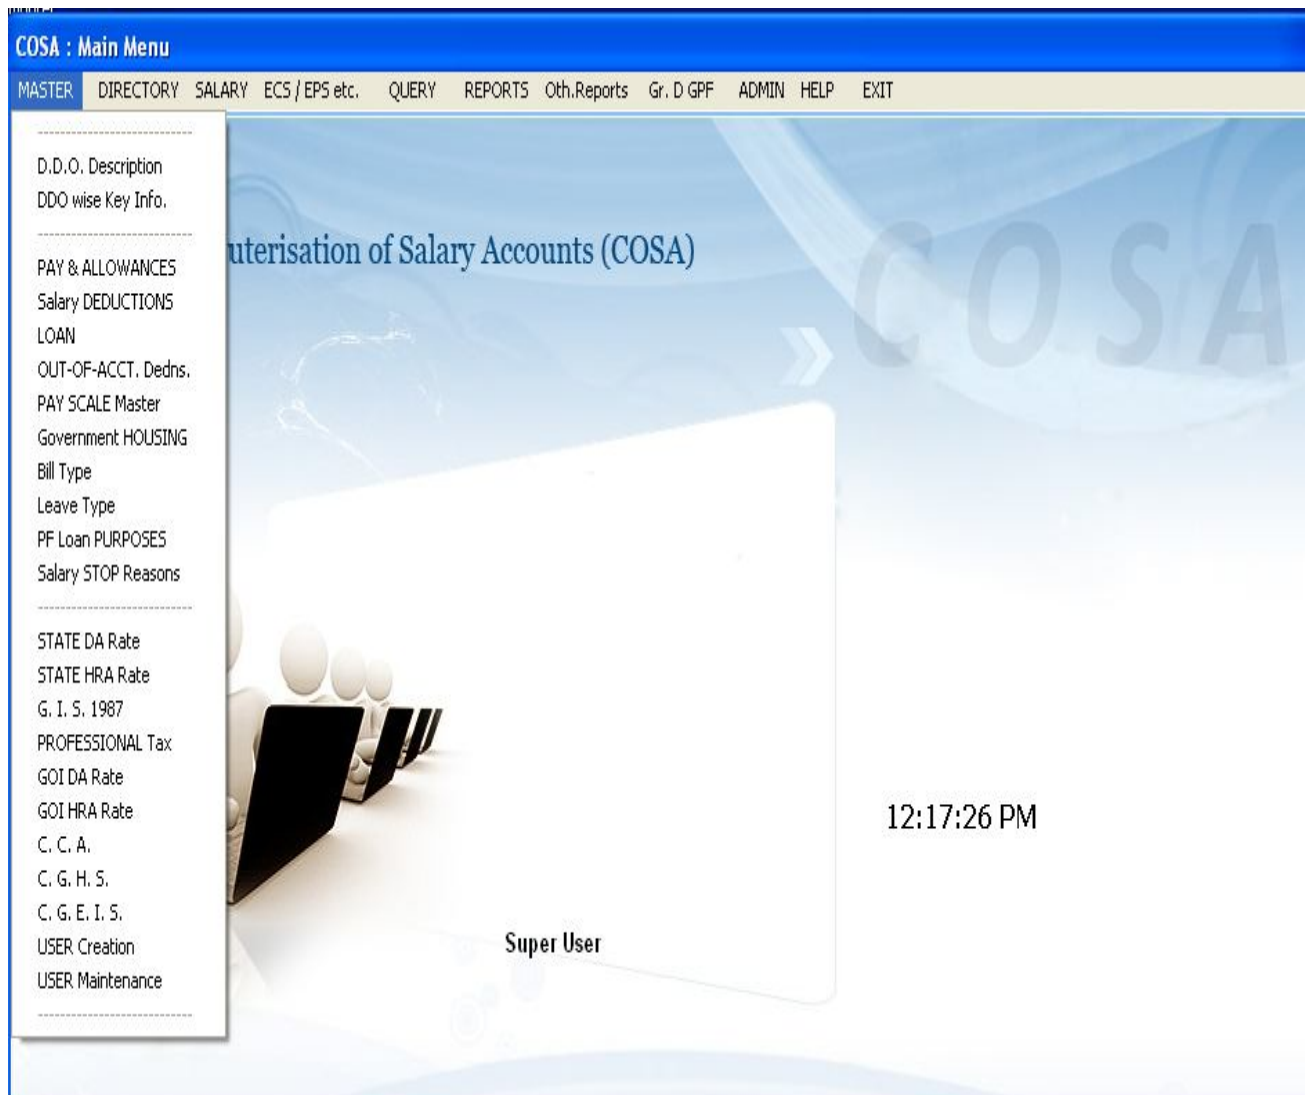 COSA : Main Menu
MASTER DIRECTORY SALARY ECS / EPS etc. QUERY REPORTS Oth.Reports Gr. D GPF ADMIN HELP EXIT
D.D.O. Description
DDO wise Key Info.
PAY & ALLOWANCES
Salary DEDUCTIONS
LOAN
OUT-OF-ACCT. Dedns.
PAY SCALE Master
Government HOUSING
Bill Type
Leave Type
PF Loan PURPOSES
Salary STOP Reasons
STATE DA Rate
STATE HRA Rate
G. I. S. 1987
PROFESSIONAL Tax
GOI DA Rate
GOI HRA Rate
C. C. A.
C. G. H. S.
C. G. E. I. S.
USER Creation
USER Maintenance
uterisation of Salary Accounts (COSA)
COSA
12:17:26 PM
Super User